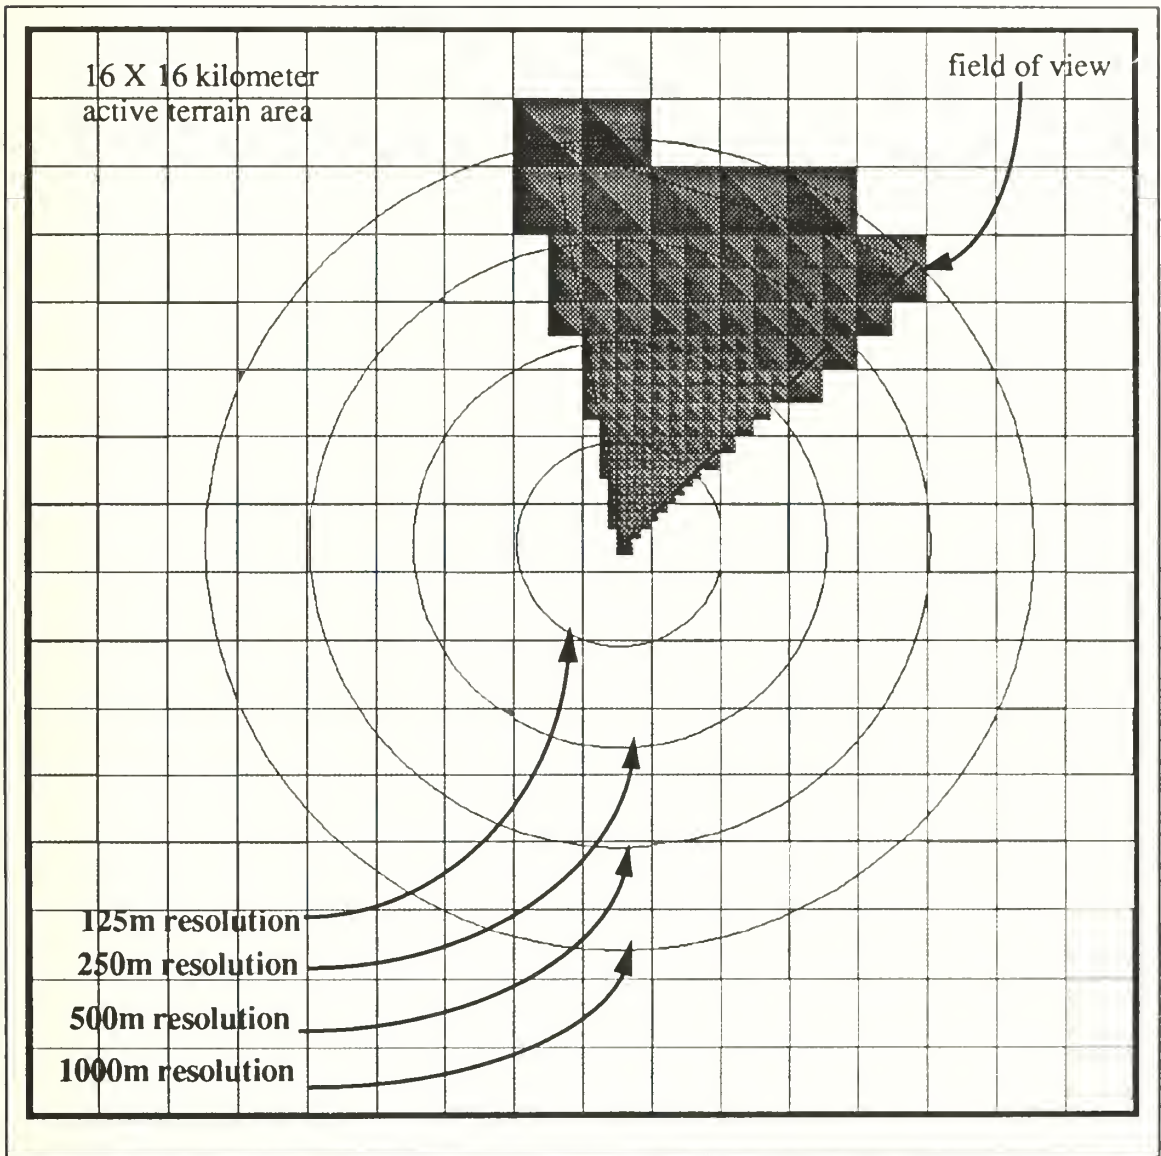 16 X 16 kilometer
active terrain area
field of view
125m resolution
250m resolution
500m resolution
1000m resolution